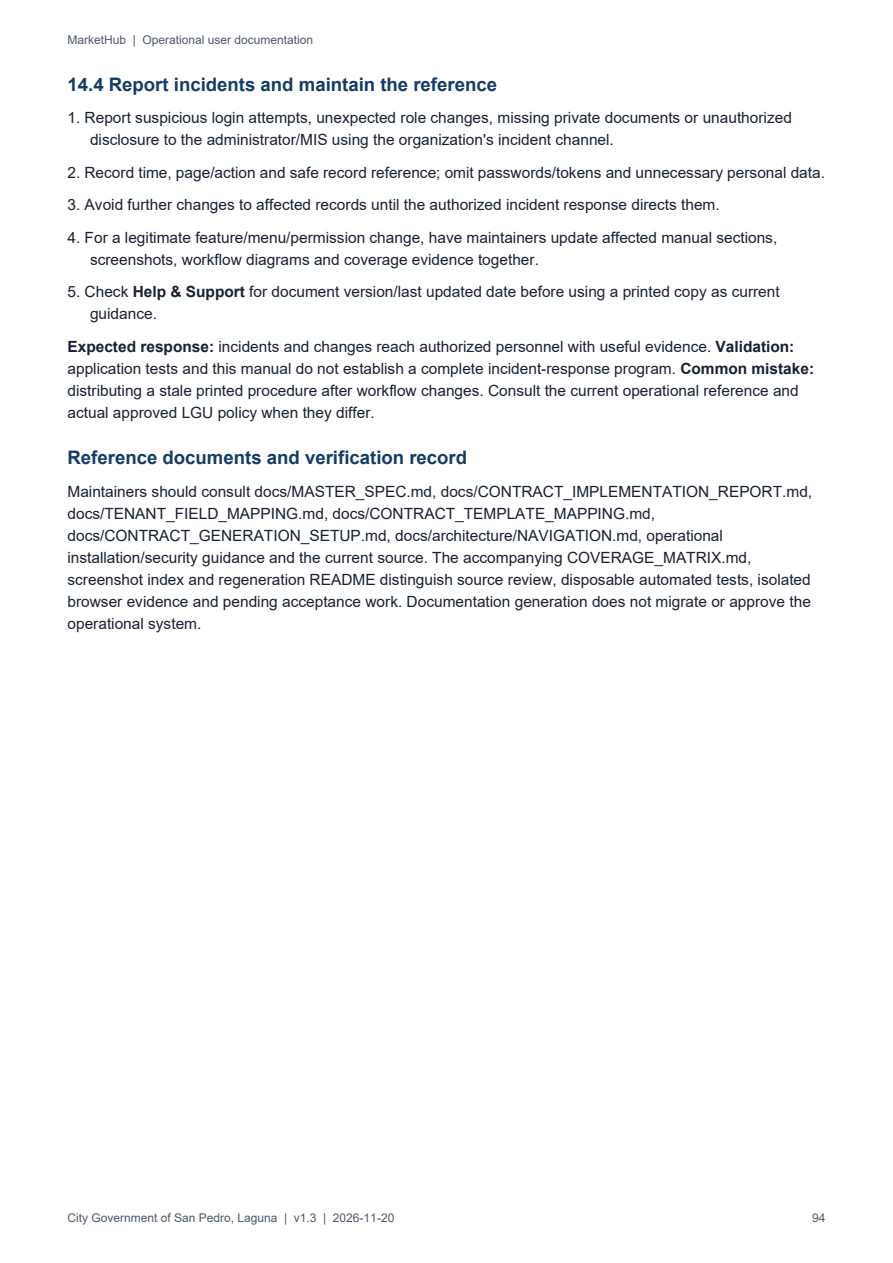 MarketHub | Operational user documentation
14.4 Report incidents and maintain the reference
1. Report suspicious login attempts, unexpected role changes, missing private documents or unauthorized
disclosure to the administrator/MIS using the organization's incident channel.
2. Record time, page/action and safe record reference; omit passwords/tokens and unnecessary personal data.
3. Avoid further changes to affected records until the authorized incident response directs them.
4. For a legitimate feature/menu/permission change, have maintainers update affected manual sections,
screenshots, workflow diagrams and coverage evidence together.
5. Check Help & Support for document version/last updated date before using a printed copy as current
guidance.
Expected response: incidents and changes reach authorized personnel with useful evidence. Validation:
application tests and this manual do not establish a complete incident-response program. Common mistake:
distributing a stale printed procedure after workflow changes. Consult the current operational reference and
actual approved LGU policy when they differ.
Reference documents and verification record
Maintainers should consult docs/MASTER_SPEC.md, docs/CONTRACT_IMPLEMENTATION_REPORT.md,
docs/TENANT_FIELD_MAPPING.md, docs/CONTRACT_TEMPLATE_MAPPING.md,
docs/CONTRACT_GENERATION_SETUP.md, docs/architecture/NAVIGATION.md, operational
installation/security guidance and the current source. The accompanying COVERAGE_MATRIX.md,
screenshot index and regeneration README distinguish source review, disposable automated tests, isolated
browser evidence and pending acceptance work. Documentation generation does not migrate or approve the
operational system.
City Government of San Pedro, Laguna | v1.3 | 2026-11-20
94